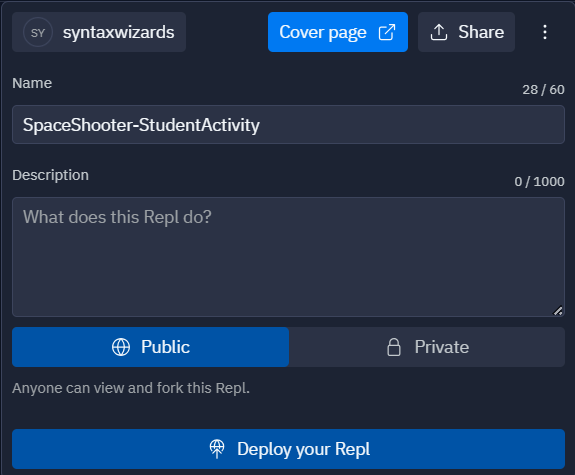 SY syntaxwizards Cover page Share
Name 28 / 60
SpaceShooter-StudentActivity
Description 0 / 1000
What does this Repl do?
Public Private
Anyone can view and fork this Repl.
Deploy your Repl